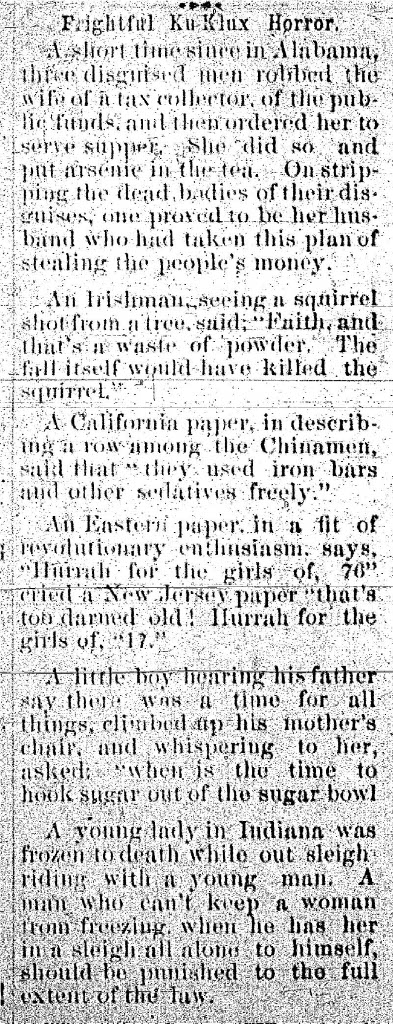 Frightful Ku-Klux Horror.
A short time since in Alabama,
three disguised men robbed the
wife of a tax collector, of the pub-
lic funds, and then ordered her to
serve supper. She did so and
put arsenic in the tea. On strip-
ping the dead bodies of their dis-
guises, one proved to be her hus-
band who had taken this plan of
stealing the people's money.
An Irishman, seeing a squirrel
shot from a tree, said; "Faith, and
that's a waste of powder. The
fall itself would have killed the
squirrel."
A California paper, in describ-
ing a row among the Chinamen,
said that "they used iron bars
and other sedatives freely."
An Eastern paper, in a fit of
revolutionary enthusiasm, says,
"Hurrah for the girls of, 76"
cried a New Jersey paper "that's
too darned old! Hurrah for the
girls of, "17."
A little boy hearing his father
say there was a time for all
things, climbed up his mother's
chair, and whispering to her,
asked; "when is the time to
hook sugar out of the sugar bowl
A young lady in Indiana was
frozen to death while out sleigh
riding with a young man. A
man who can't keep a woman
from freezing, when he has her
in a sleigh all alone to himself,
should be punished to the full
extent of the law.